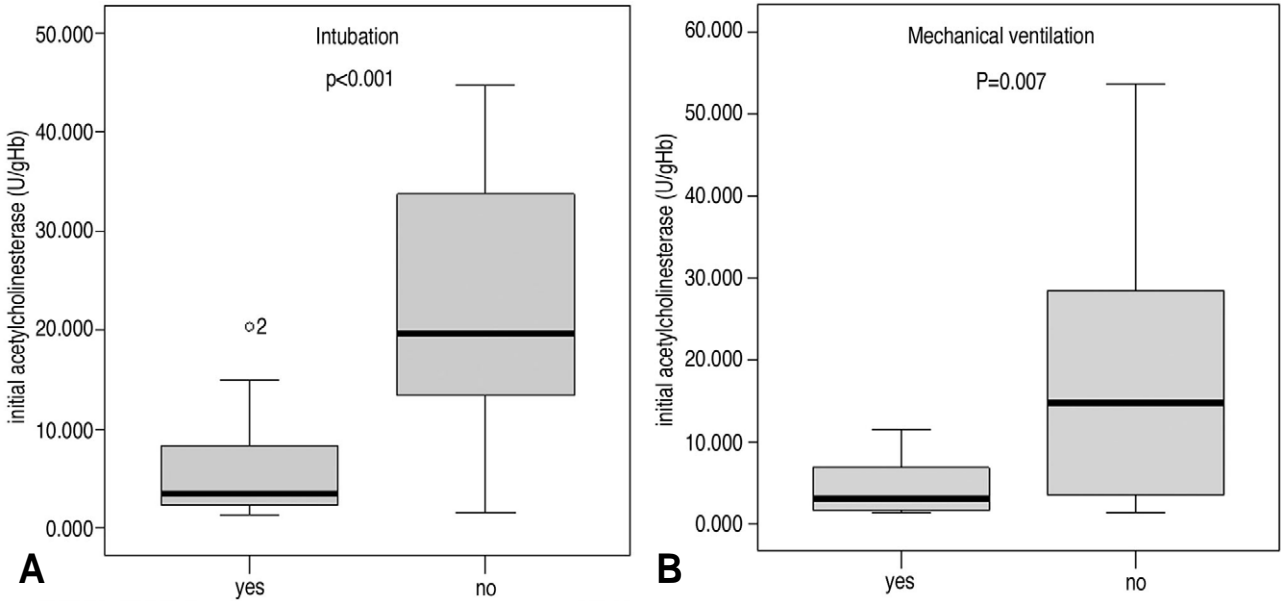 Intubation
p<0.001
initial acetylcholinesterase (U/gHb)
50.000
40.000
30.000
20.000
10.000
0.000
2
yes
no
A
Mechanical ventilation
P=0.007
initial acetylcholinesterase (U/gHb)
60.000
50.000
40.000
30.000
20.000
10.000
0.000
yes
no
B